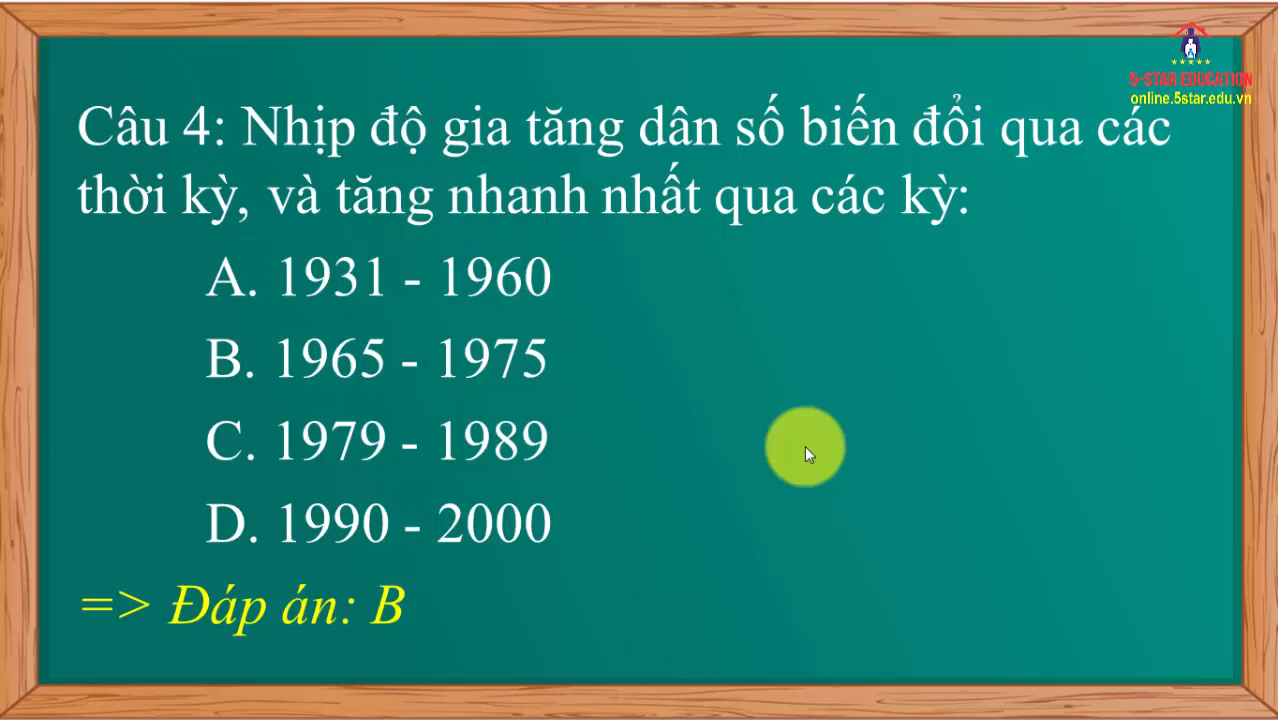 5-STAR EDUCATION
online.5star.edu.vn
Câu 4: Nhịp độ gia tăng dân số biến đổi qua các
thời kỳ, và tăng nhanh nhất qua các kỳ:
A. 1931 - 1960
B. 1965 - 1975
C. 1979 - 1989
D. 1990 - 2000
=> Đáp án: B